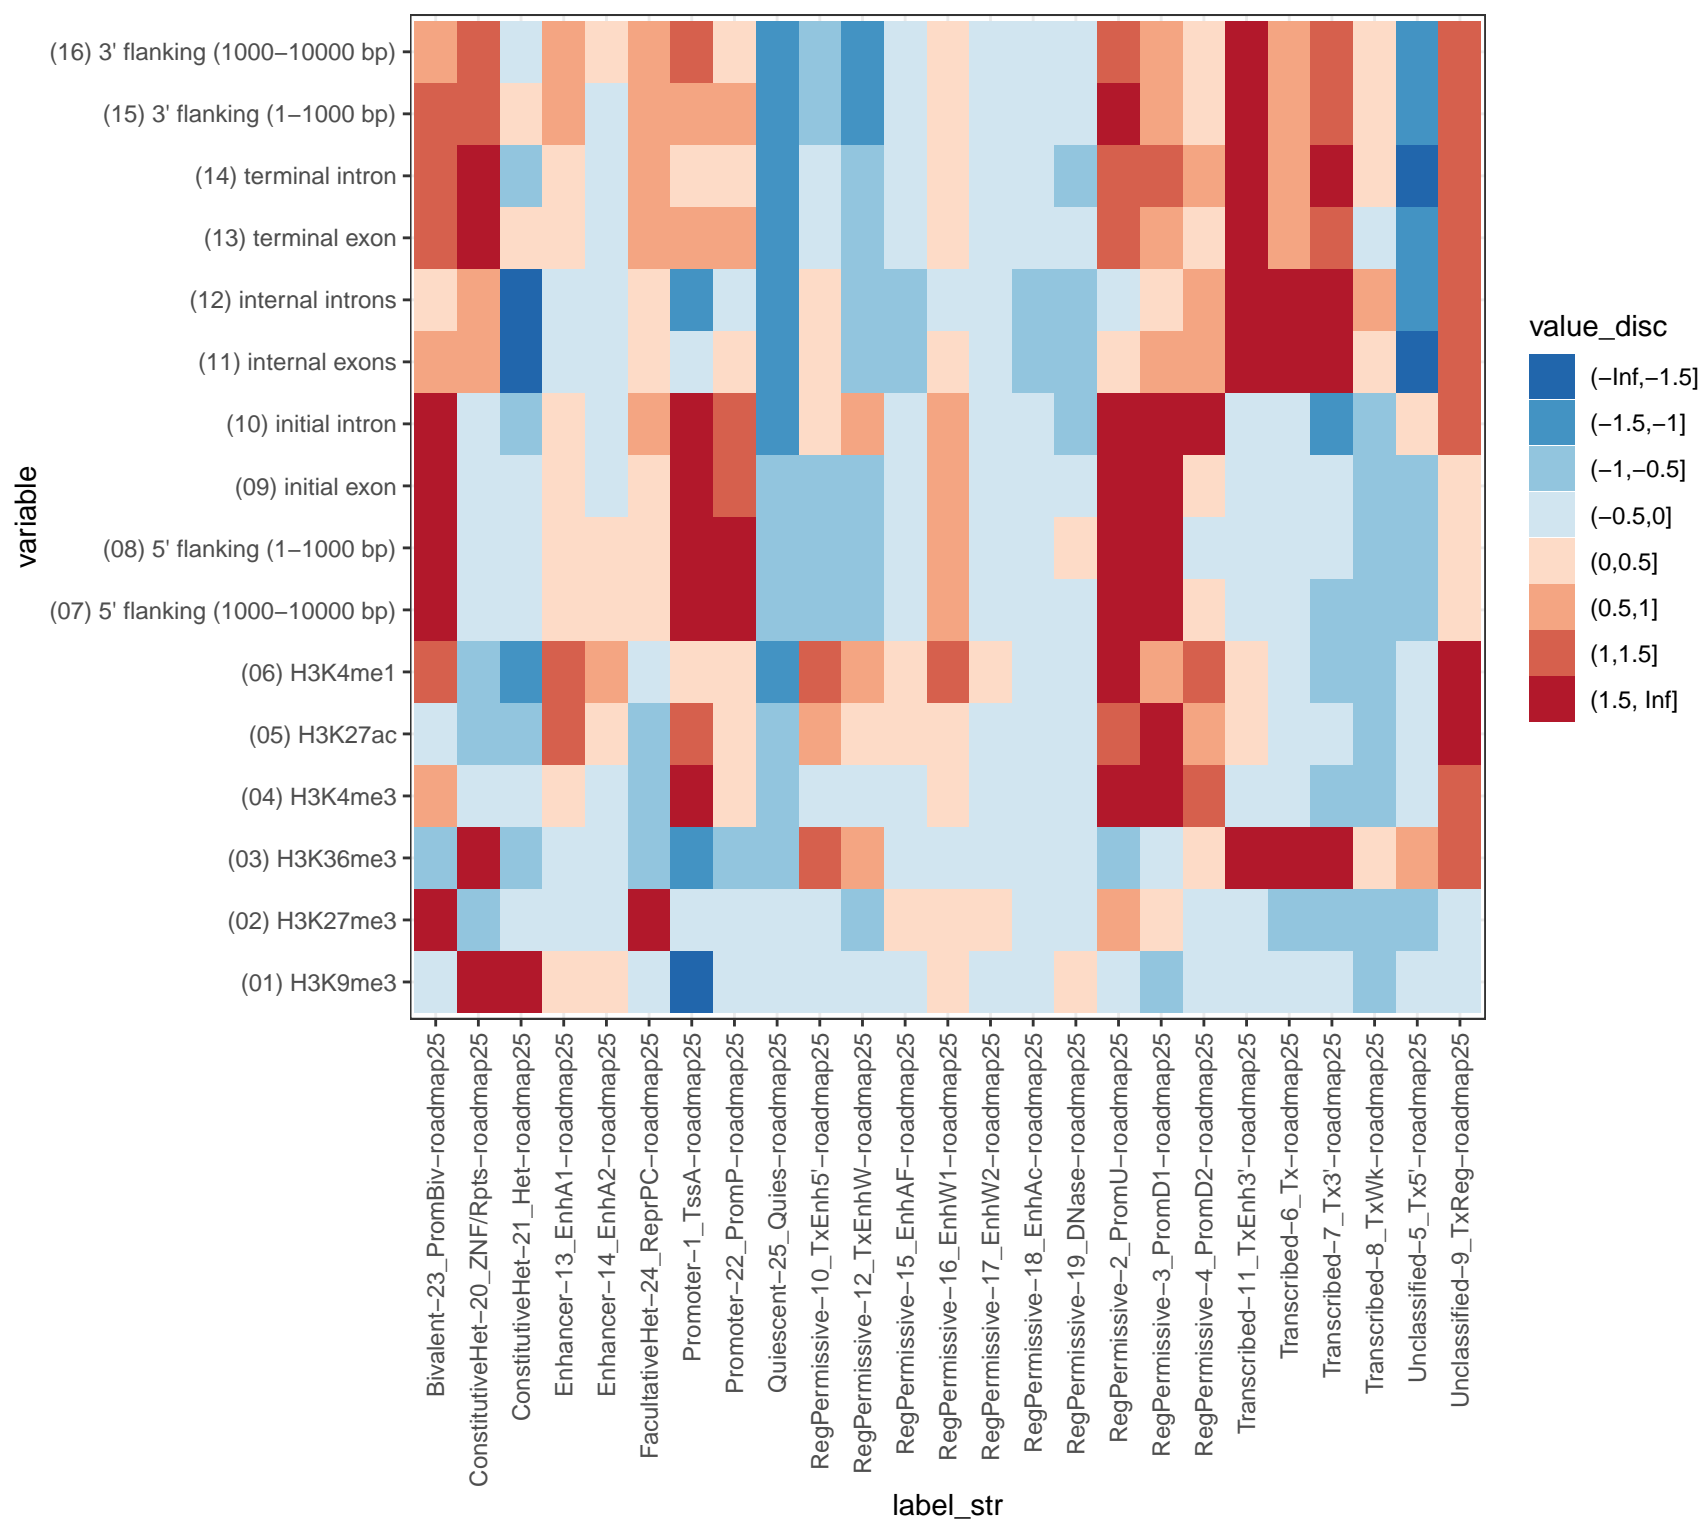 variable
(16) 3' flanking (1000−10000 bp)
(15) 3' flanking (1−1000 bp)
(14) terminal intron
(13) terminal exon
(12) internal introns
(11) internal exons
(10) initial intron
(09) initial exon
(08) 5' flanking (1−1000 bp)
(07) 5' flanking (1000−10000 bp)
(06) H3K4me1
(05) H3K27ac
(04) H3K4me3
(03) H3K36me3
(02) H3K27me3
(01) H3K9me3
Bivalent−23_PromBiv−roadmap25
ConstitutiveHet−20_ZNF/Rpts−roadmap25
ConstitutiveHet−21_Het−roadmap25
Enhancer−13_EnhA1−roadmap25
Enhancer−14_EnhA2−roadmap25
FacultativeHet−24_ReprPC−roadmap25
Promoter−1_TssA−roadmap25
Promoter−22_PromP−roadmap25
Quiescent−25_Quies−roadmap25
RegPermissive−10_TxEnh5'−roadmap25
RegPermissive−12_TxEnhW−roadmap25
RegPermissive−15_EnhAF−roadmap25
RegPermissive−16_EnhW1−roadmap25
RegPermissive−17_EnhW2−roadmap25
RegPermissive−18_EnhAc−roadmap25
RegPermissive−19_DNase−roadmap25
RegPermissive−2_PromU−roadmap25
RegPermissive−3_PromD1−roadmap25
RegPermissive−4_PromD2−roadmap25
Transcribed−11_TxEnh3'−roadmap25
Transcribed−6_Tx−roadmap25
Transcribed−7_Tx3'−roadmap25
Transcribed−8_TxWk−roadmap25
Unclassified−5_Tx5'−roadmap25
Unclassified−9_TxReg−roadmap25
label_str
value_disc
(−Inf,−1.5]
(−1.5,−1]
(−1,−0.5]
(−0.5,0]
(0,0.5]
(0.5,1]
(1,1.5]
(1.5, Inf]